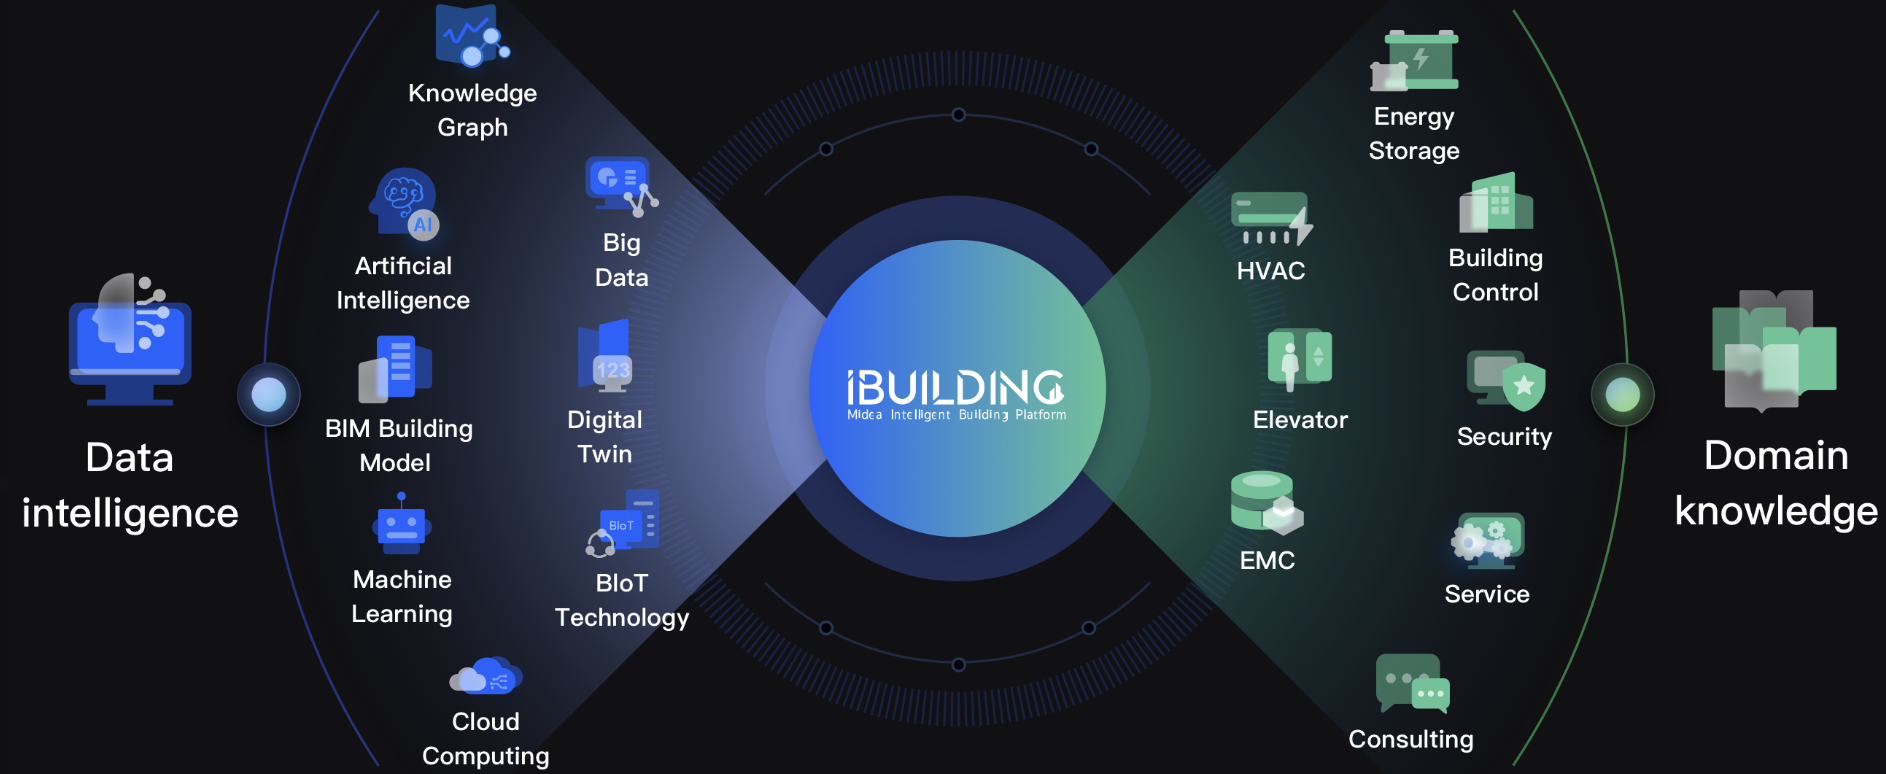 Knowledge
Graph
Artificial
Intelligence
AI
Big
Data
BIM Building
Model
123
Digital
Twin
Machine
Learning
BIoT
BIoT
Technology
Cloud
Computing
Data
intelligence
IBUILDING
Midea Intelligent Building Platform
Energy
Storage
HVAC
Building
Control
Elevator
Security
EMC
Service
Consulting
Domain
knowledge